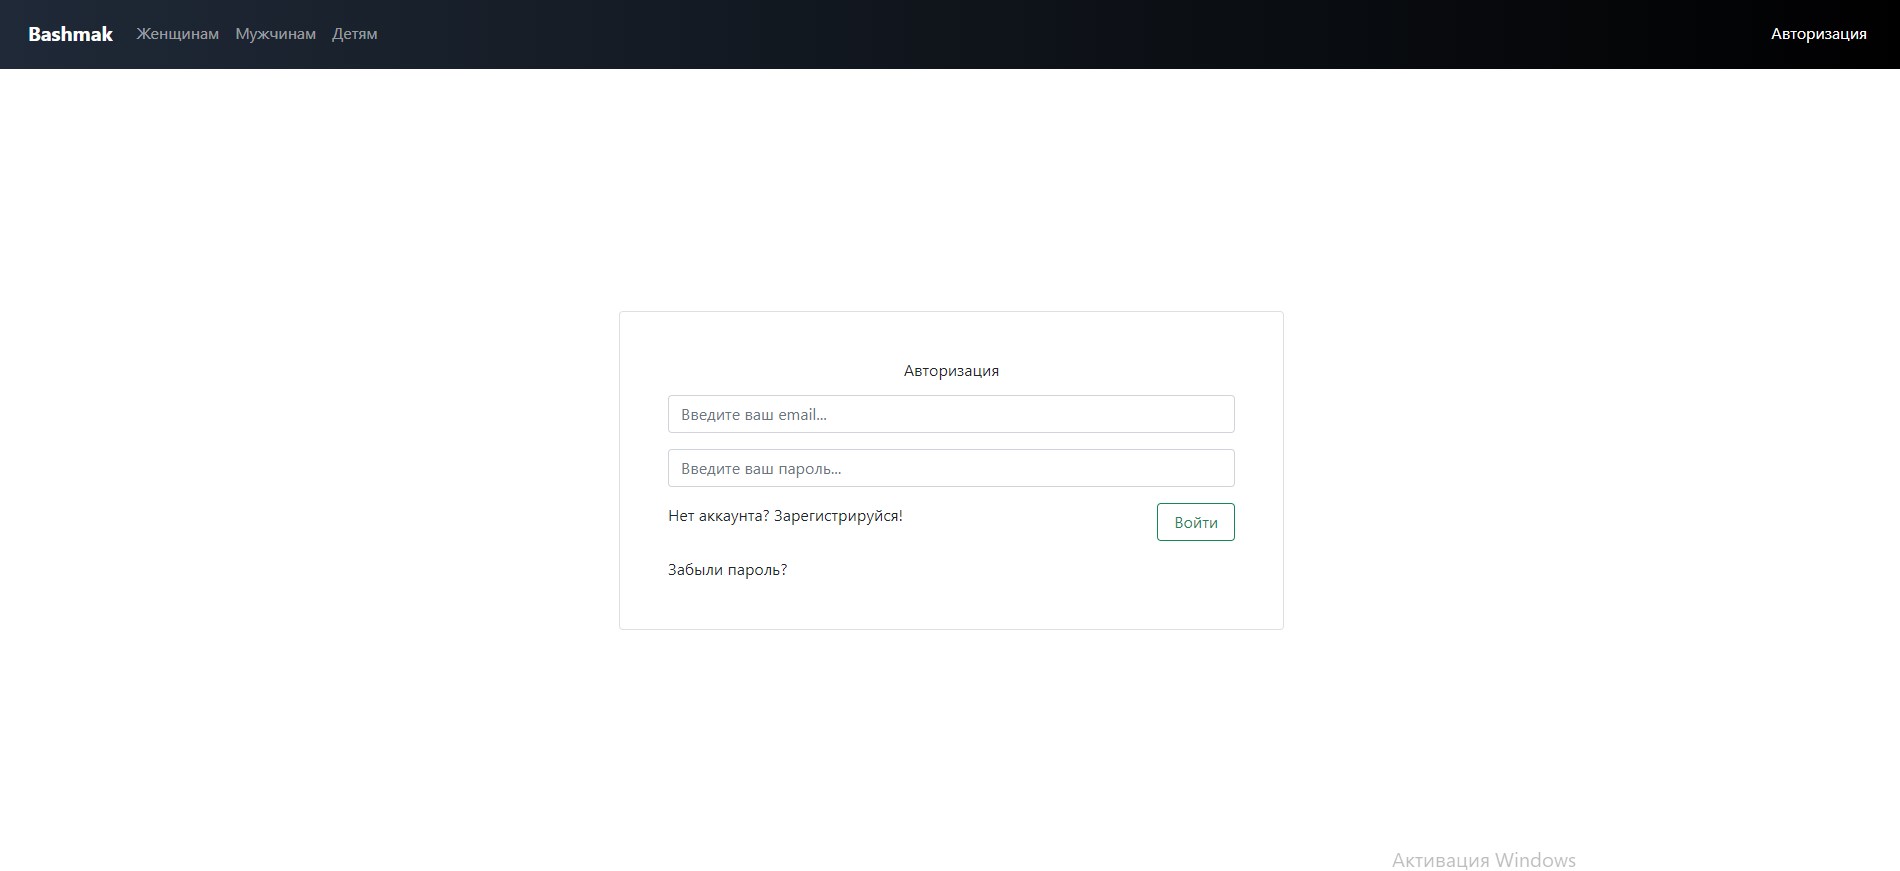 Bashmak Женщинам Мужчинам Детям Авторизация
Авторизация
Введите ваш email...
Введите ваш пароль...
Нет аккаунта? Зарегистрируйся! Войти
Забыли пароль?
Активация Windows